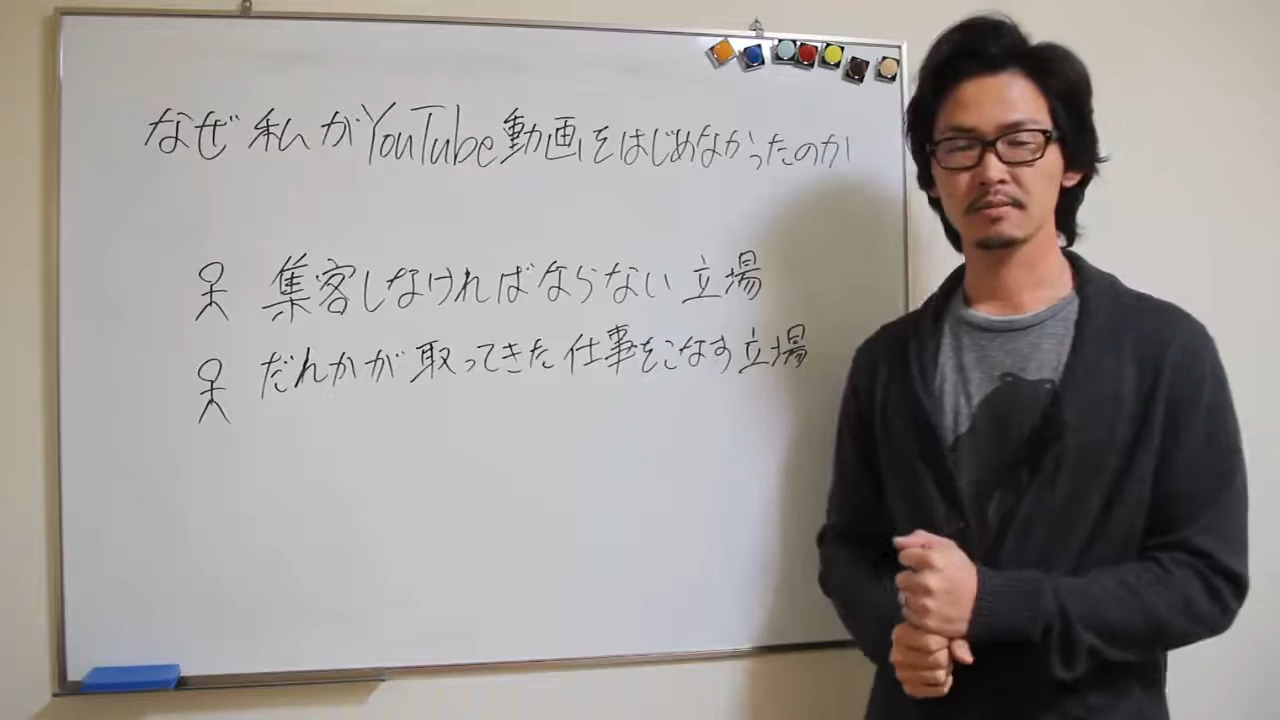 なぜ私がYouTube動画をはじめなかったのか
集客しなければならない立場
だれかが取ってきた仕事をこなす立場